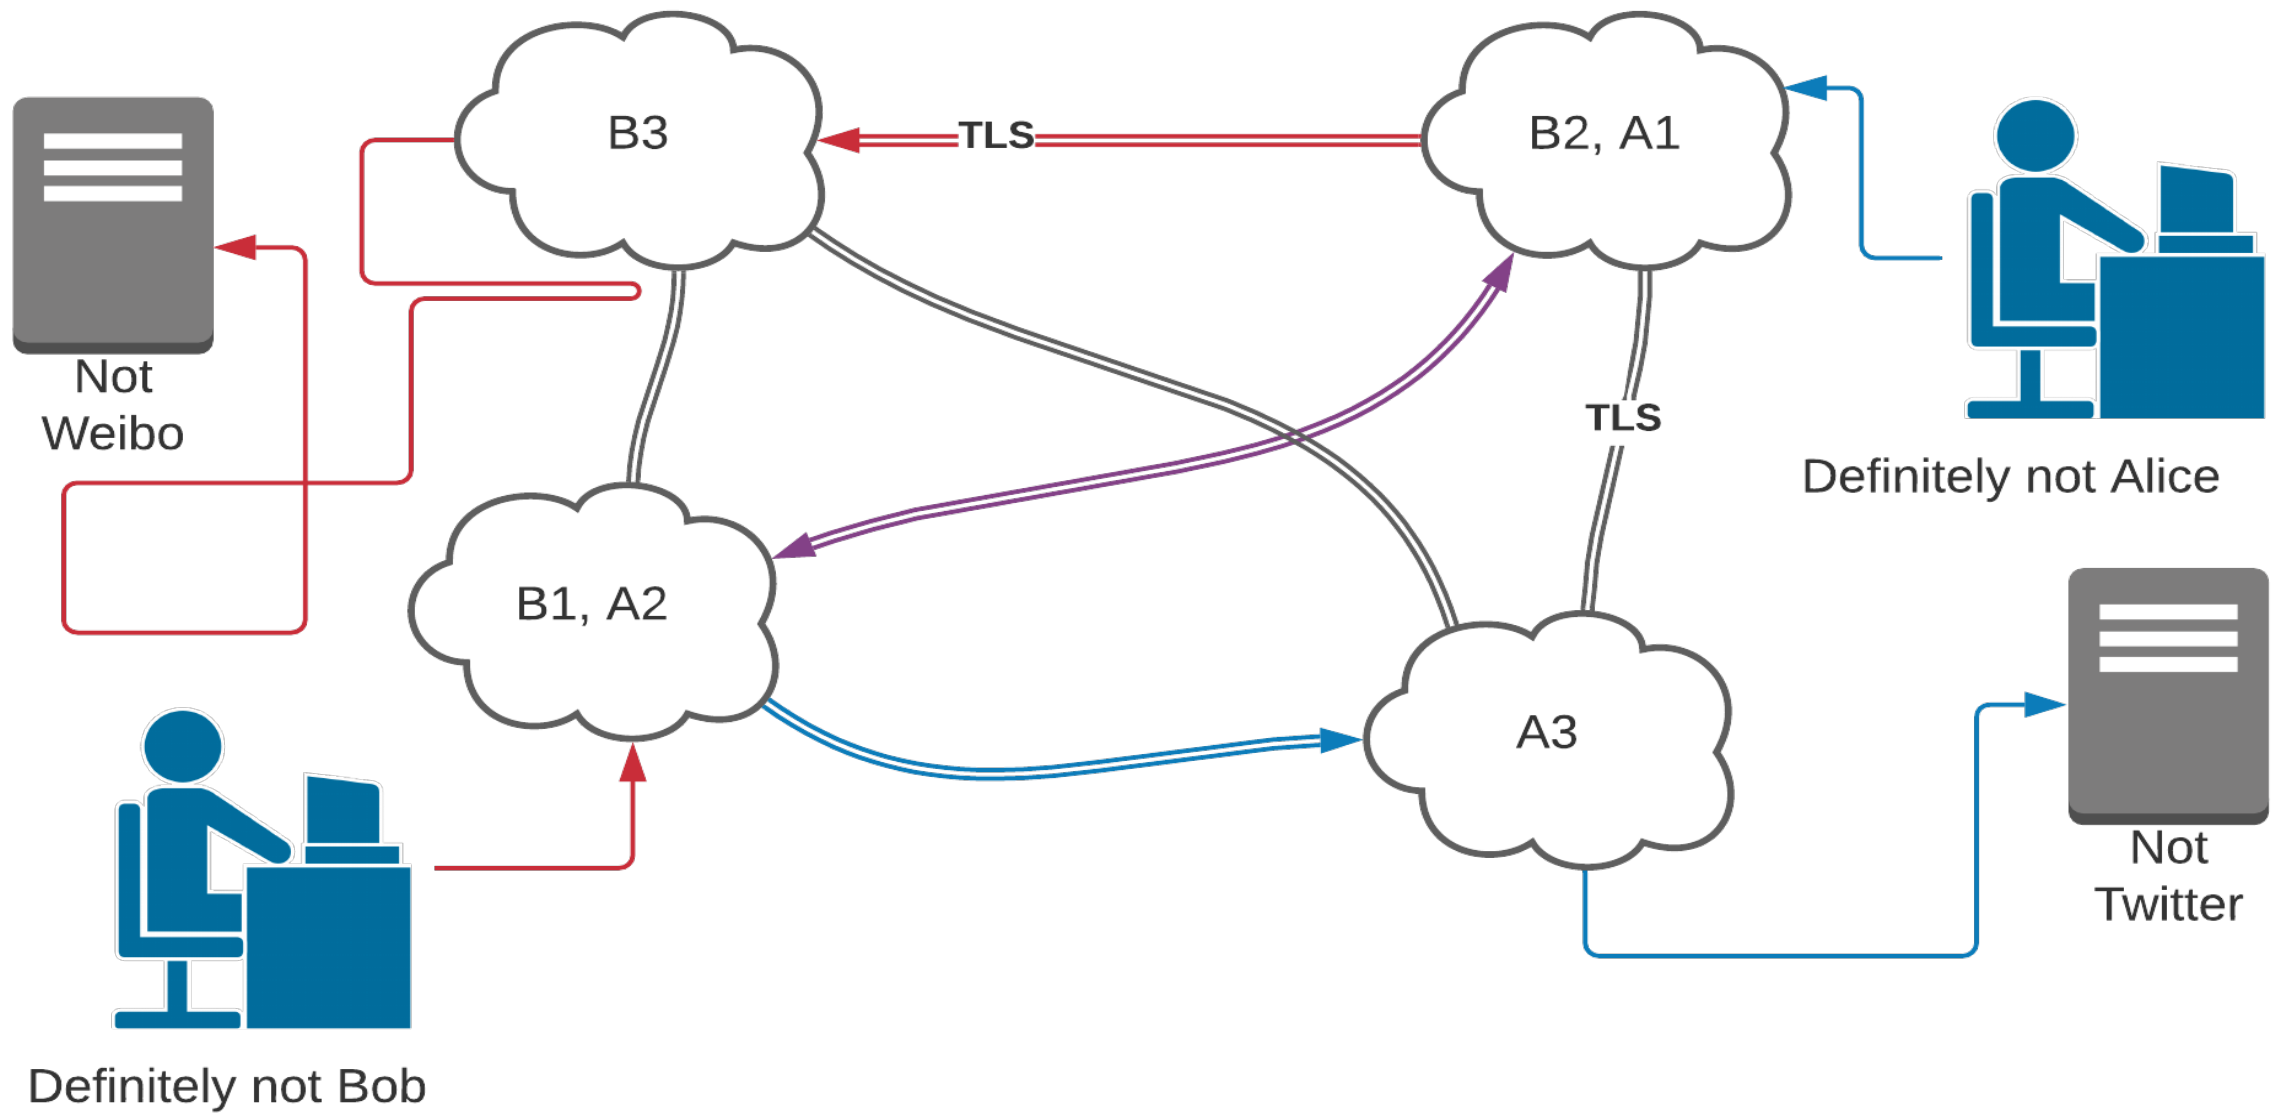 B3
TLS
B2, A1
Not
Weibo
TLS
Definitely not Alice
B1, A2
A3
Not
Twitter
Definitely not Bob